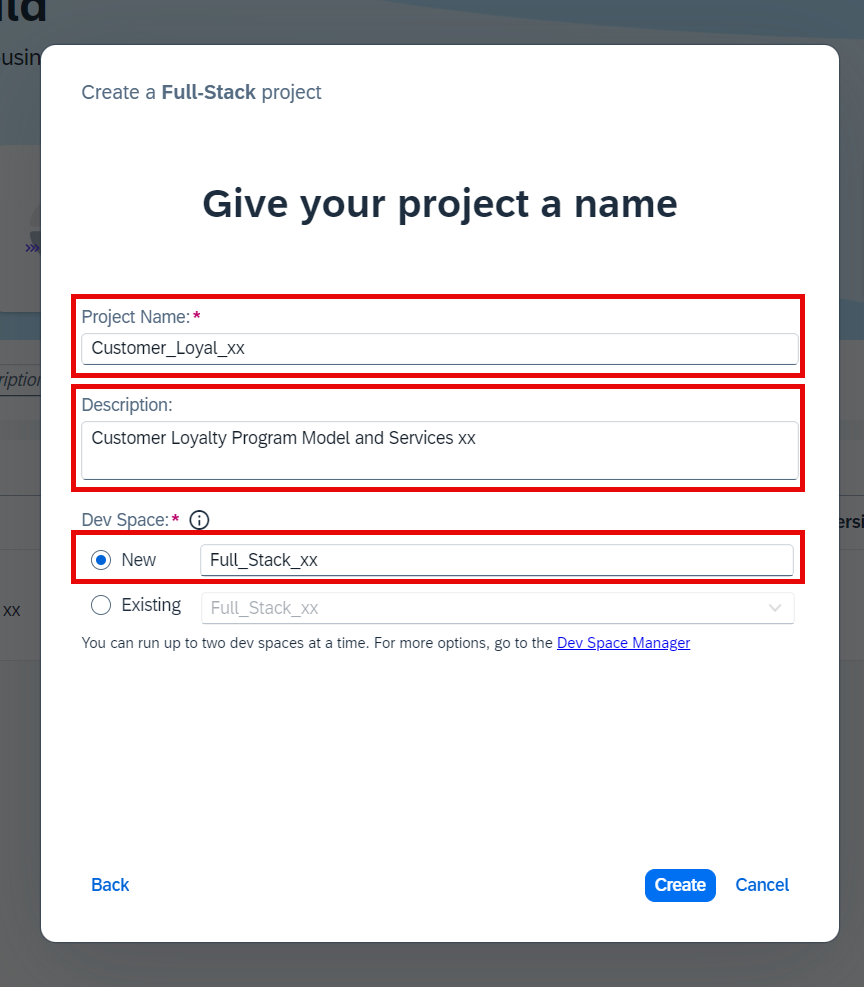 Create a Full-Stack project
Give your project a name
Project Name:*
Customer_Loyal_xx
Description:
Customer Loyalty Program Model and Services xx
Dev Space:*
New Full_Stack_xx
Existing Full_Stack_xx
xx
You can run up to two dev spaces at a time. For more options, go to the Dev Space Manager
Back Create Cancel